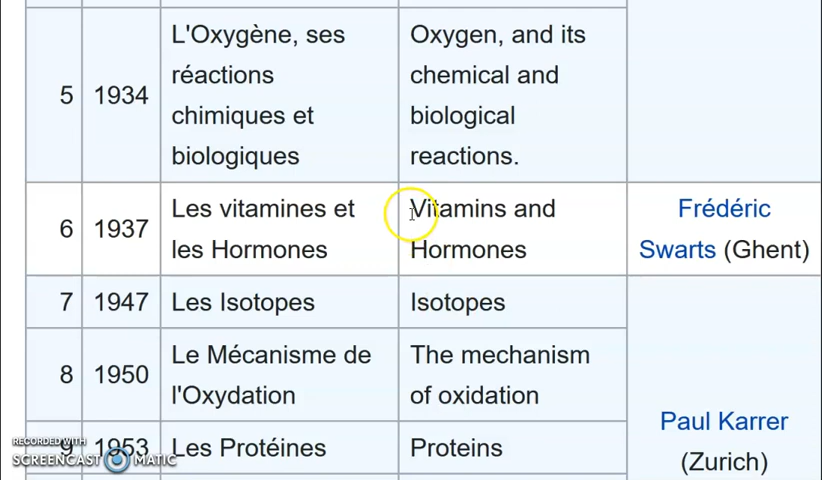 5 1934 L'Oxygène, ses
réactions
chimiques et
biologiques
Oxygen, and its
chemical and
biological
reactions.
6 1937 Les vitamines et
les Hormones
Vitamins and
Hormones
Frédéric
Swarts (Ghent)
7 1947 Les Isotopes Isotopes
8 1950 Le Mécanisme de
l'Oxydation
The mechanism
of oxidation
9 1953 Les Protéines Proteins
Paul Karrer
(Zurich)
RECORDED WITH
SCREENCAST MATIC